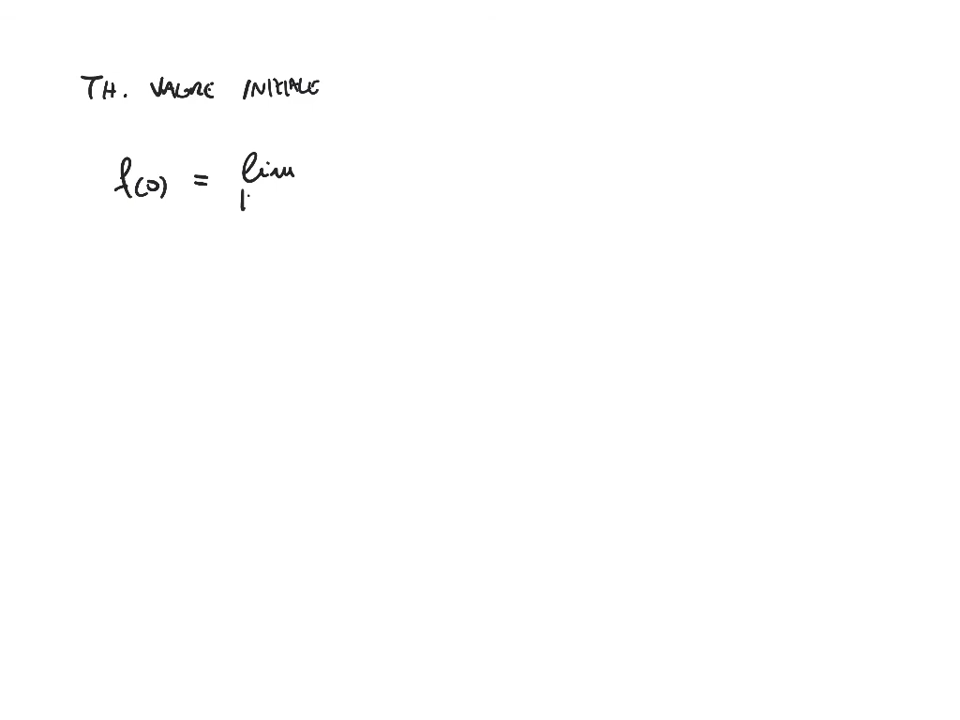 TH. VALORE INIZIALE
f(0) = lim